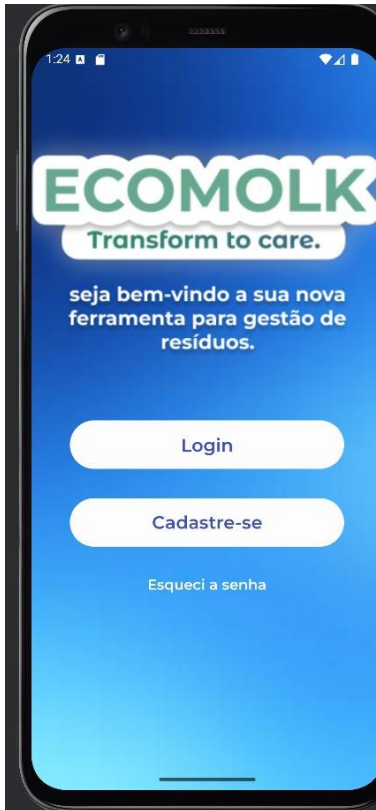 1:24
ECOMOLK
Transform to care.
seja bem-vindo a sua nova
ferramenta para gestão de
resíduos.
Login
Cadastre-se
Esqueci a senha